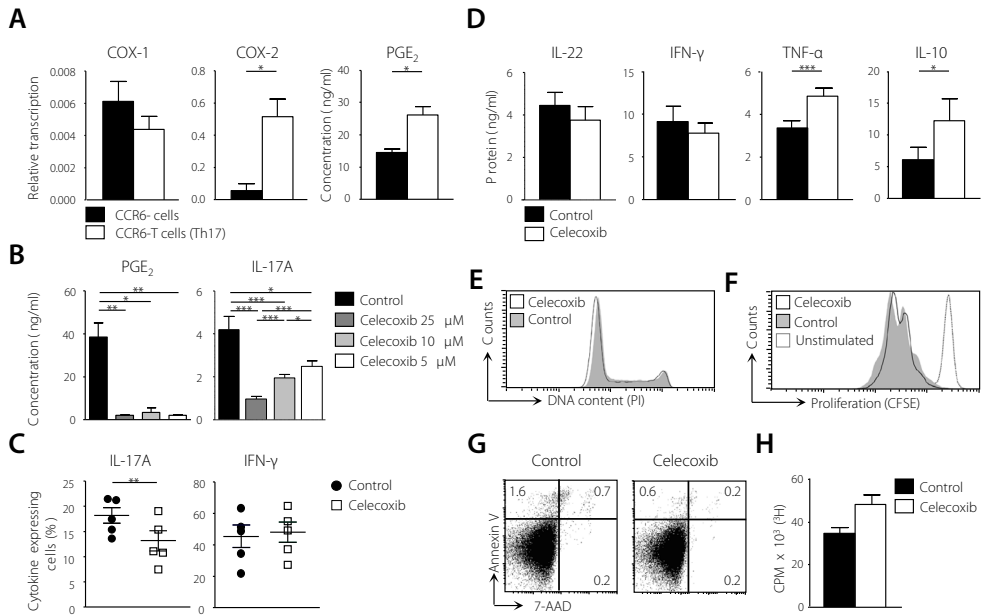 A
COX-1
COX-2
PGE2
Relative transcription
0.008
0.006
0.004
0.002
0.000
0.8
0.6
0.4
0.2
0.0
*
Concentration (ng/ml)
40
30
20
10
0
*
CCR6- cells
CCR6-T cells (Th17)
B
PGE2
IL-17A
Concentration (ng/ml)
60
40
20
0
**
*
**
6
4
2
0
*
***
*** ***
*** *
Control
Celecoxib 25 μM
Celecoxib 10 μM
Celecoxib 5 μM
C
IL-17A
IFN-γ
Cytokine expressing cells (%)
25
20
15
10
5
0
**
80
60
40
20
0
Control
Celecoxib
D
IL-22
IFN-γ
TNF-α
IL-10
Protein (ng/ml)
6
4
2
0
15
10
5
0
6
4
2
0
***
20
15
10
5
0
*
Control
Celecoxib
E
Celecoxib
Control
Counts
DNA content (PI)
F
Celecoxib
Control
Unstimulated
Counts
Proliferation (CFSE)
G
Control
Celecoxib
1.6
0.7
0.2
0.6
0.2
0.2
Annexin V
7-AAD
H
CPM x 10³ (³H)
60
40
20
0
Control
Celecoxib